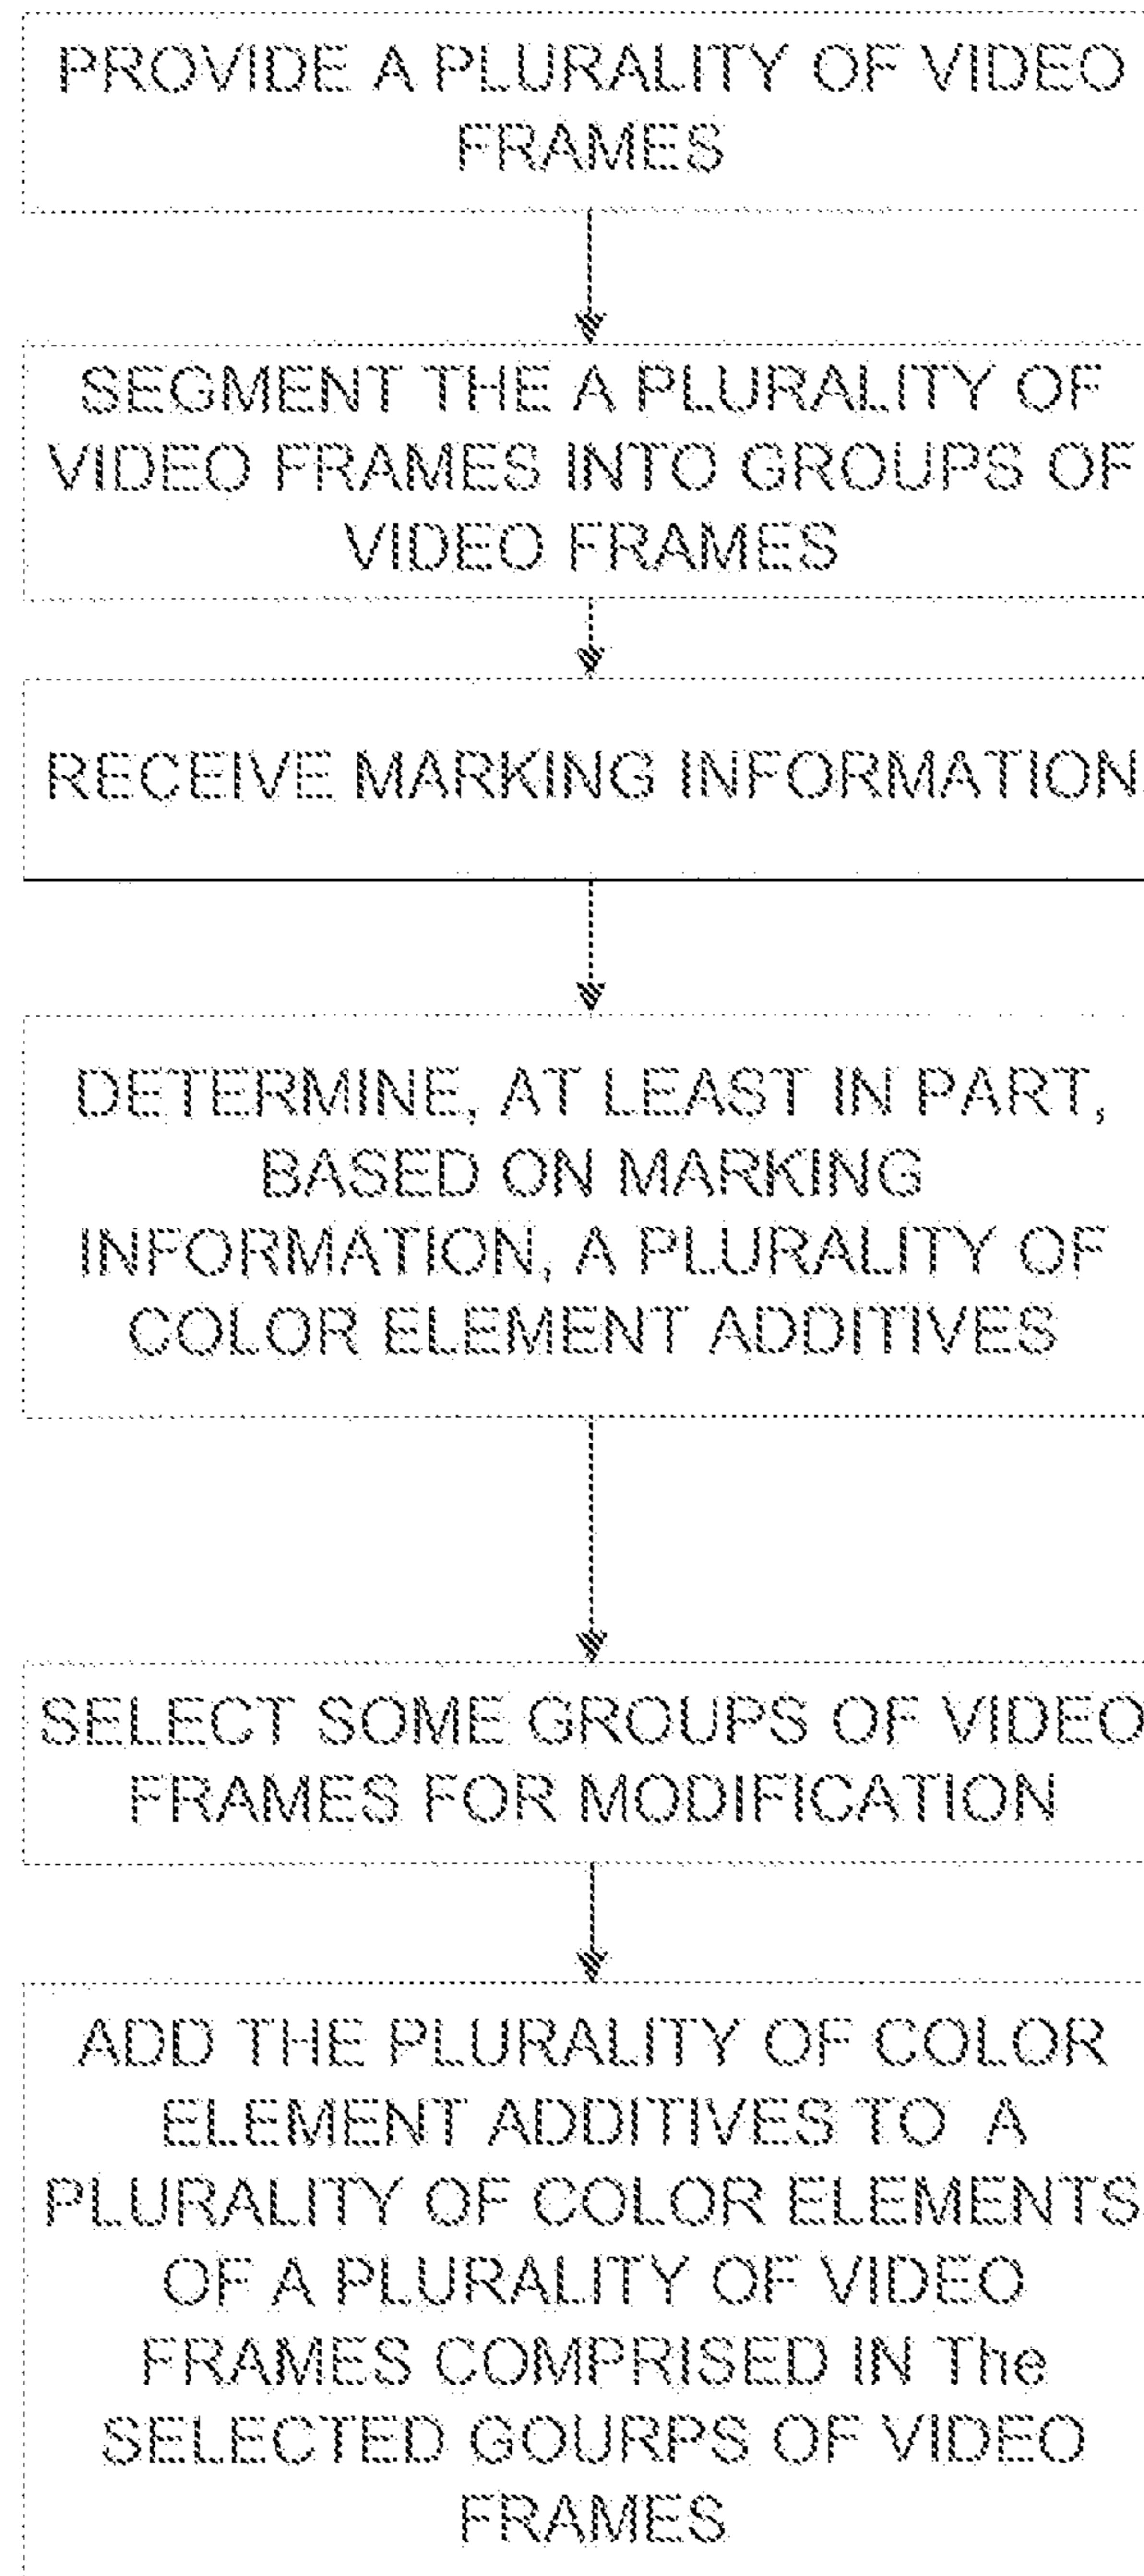 PROVIDE A PLURALITY OF VIDEO
FRAMES
SEGMENT THE A PLURALITY OF
VIDEO FRAMES INTO GROUPS OF
VIDEO FRAMES
RECEIVE MARKING INFORMATION
DETERMINE, AT LEAST IN PART,
BASED ON MARKING
INFORMATION, A PLURALITY OF
COLOR ELEMENT ADDITIVES
SELECT SOME GROUPS OF VIDEO
FRAMES FOR MODIFICATION
ADD THE PLURALITY OF COLOR
ELEMENT ADDITIVES TO A
PLURALITY OF COLOR ELEMENTS
OF A PLURALITY OF VIDEO
FRAMES COMPRISED IN The
SELECTED GOURPS OF VIDEO
FRAMES